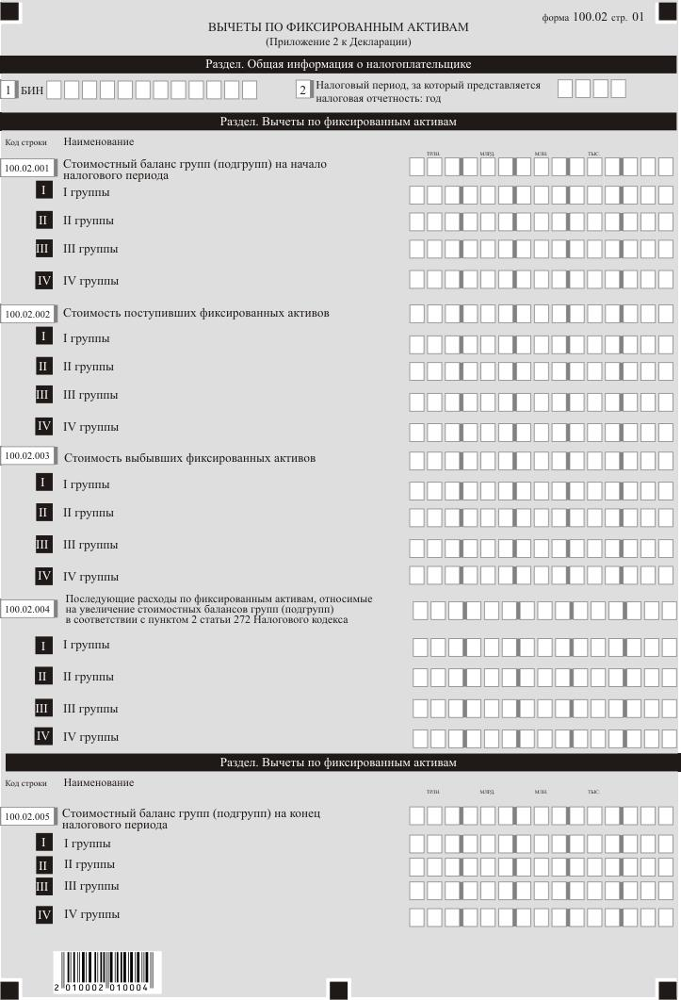 форма 100.02 стр. 01
ВЫЧЕТЫ ПО ФИКСИРОВАННЫМ АКТИВАМ
(Приложение 2 к Декларации)
Раздел. Общая информация о налогоплательщике
1 БИН
2 Налоговый период, за который представляется
налоговая отчетность: год
Раздел. Вычеты по фиксированным активам
Код строки Наименование
ТРЛН. МЛРД. МЛН. ТЫС.
100.02.001 Стоимостный баланс групп (подгрупп) на начало
налогового периода
I I группы
II II группы
III III группы
IV IV группы
100.02.002 Стоимость поступивших фиксированных активов
I I группы
II II группы
III III группы
IV IV группы
100.02.003 Стоимость выбывших фиксированных активов
I I группы
II II группы
III III группы
IV IV группы
100.02.004 Последующие расходы по фиксированным активам, относимые
на увеличение стоимостных балансов групп (подгрупп)
в соответствии с пунктом 2 статьи 272 Налогового кодекса
I I группы
II II группы
III III группы
IV IV группы
Раздел. Вычеты по фиксированным активам
Код строки Наименование
ТРЛН. МЛРД. МЛН. ТЫС.
100.02.005 Стоимостный баланс групп (подгрупп) на конец
налогового периода
I I группы
II II группы
III III группы
IV IV группы
2 010002 010004